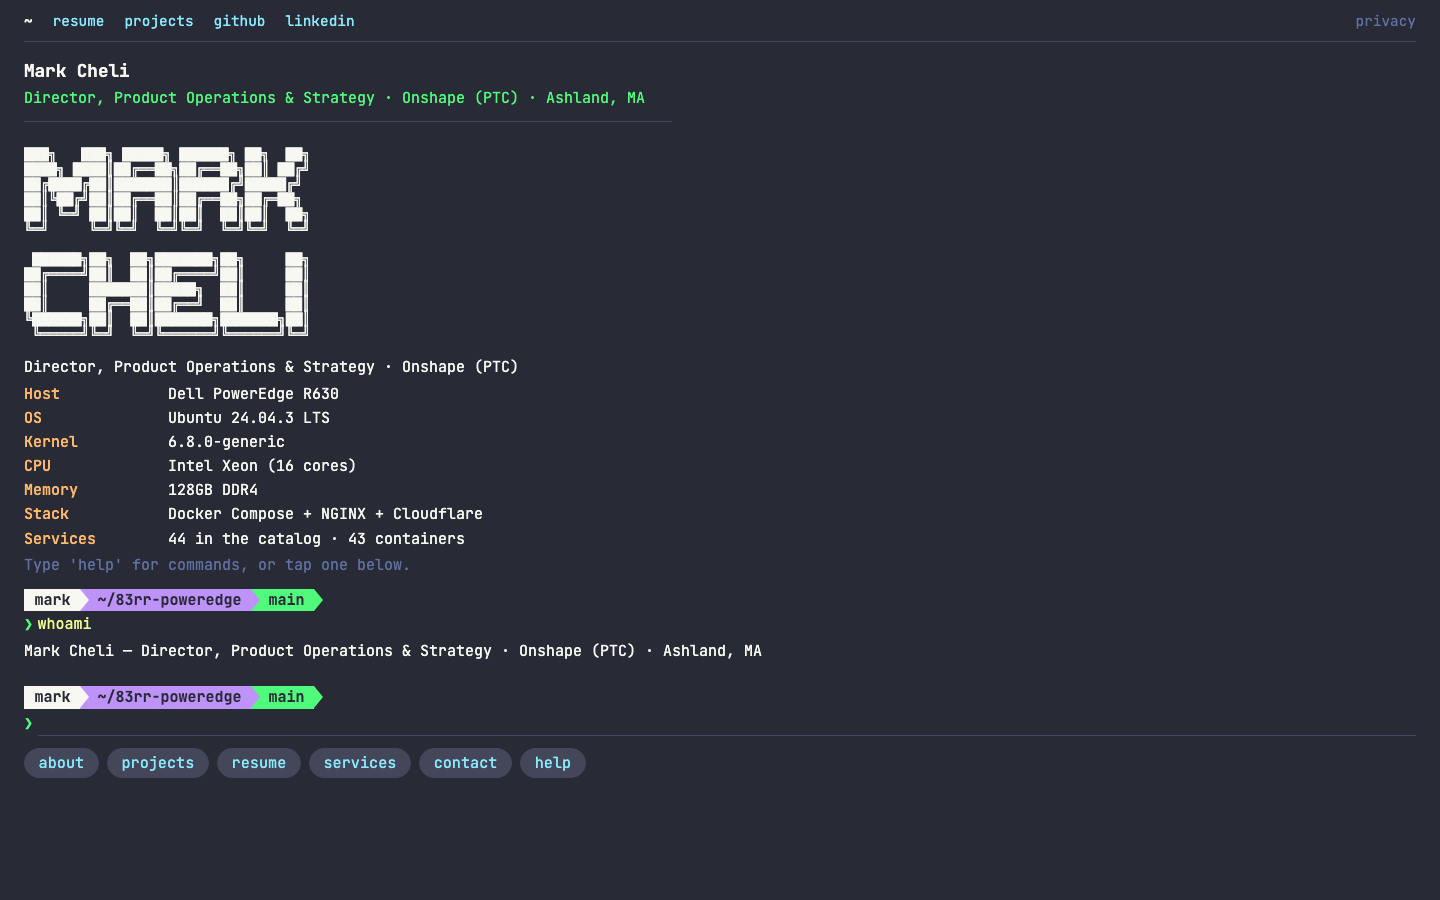 ~ resume projects github linkedin privacy
Mark Cheli
Director, Product Operations & Strategy · Onshape (PTC) · Ashland, MA
MARK
CHELI
Director, Product Operations & Strategy · Onshape (PTC)
Host Dell PowerEdge R630
OS Ubuntu 24.04.3 LTS
Kernel 6.8.0-generic
CPU Intel Xeon (16 cores)
Memory 128GB DDR4
Stack Docker Compose + NGINX + Cloudflare
Services 44 in the catalog · 43 containers
Type 'help' for commands, or tap one below.
mark ~/83rr-poweredge main
❯ whoami
Mark Cheli — Director, Product Operations & Strategy · Onshape (PTC) · Ashland, MA
mark ~/83rr-poweredge main
❯
about projects resume services contact help